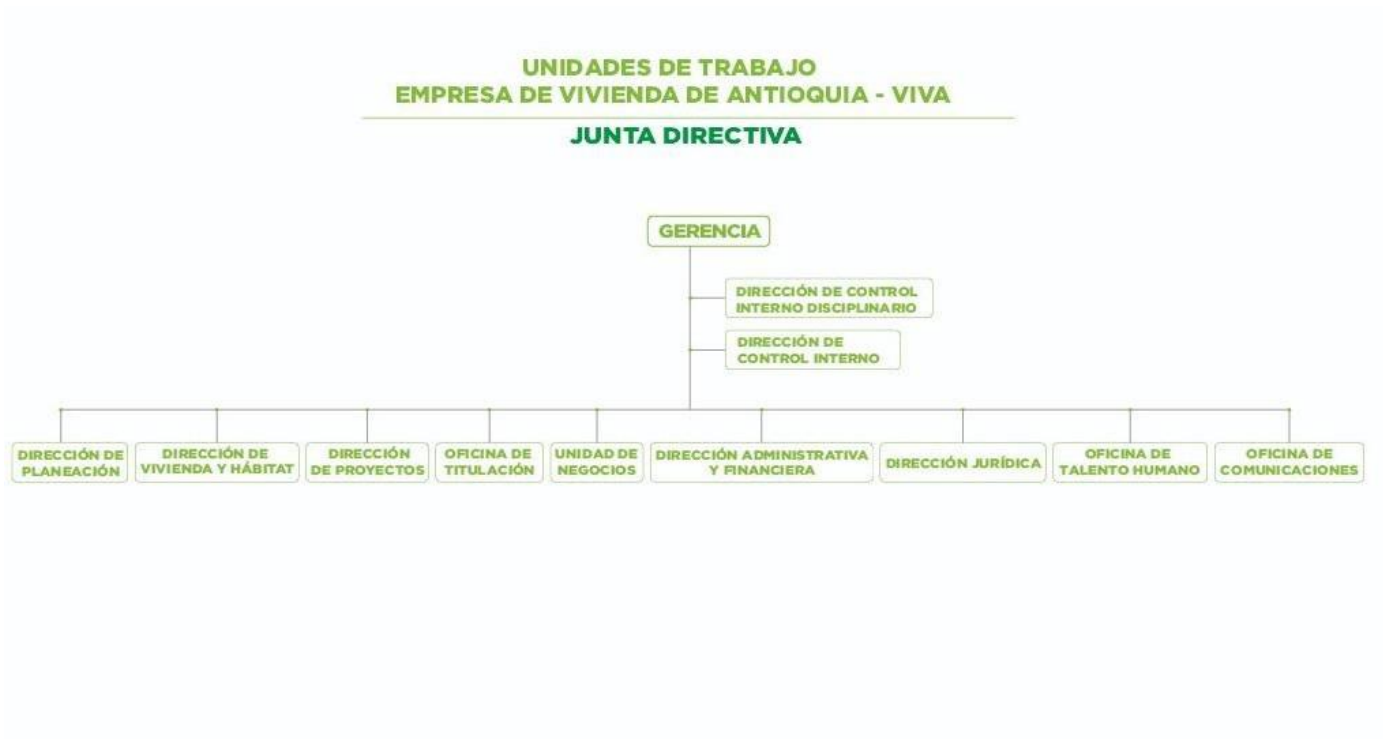 UNIDADES DE TRABAJO
EMPRESA DE VIVIENDA DE ANTIOQUIA - VIVA
JUNTA DIRECTIVA
GERENCIA
DIRECCIÓN DE CONTROL
INTERNO DISCIPLINARIO
DIRECCIÓN DE
CONTROL INTERNO
DIRECCIÓN DE
PLANEACIÓN
DIRECCIÓN DE
VIVIENDA Y HÁBITAT
DIRECCIÓN
DE PROYECTOS
OFICINA DE
TITULACIÓN
UNIDAD DE
NEGOCIOS
DIRECCIÓN ADMINISTRATIVA
Y FINANCIERA
DIRECCIÓN JURÍDICA
OFICINA DE
TALENTO HUMANO
OFICINA DE
COMUNICACIONES